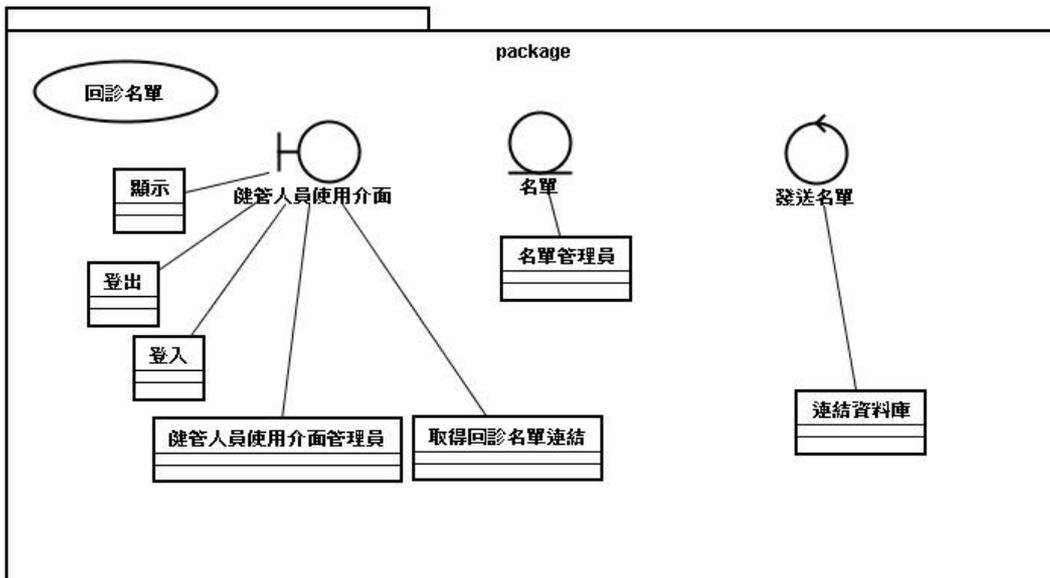 package
回診名單
顯示
健管人員使用介面
名單
發送名單
名單管理員
登出
登入
連結資料庫
健管人員使用介面管理員
取得回診名單連結